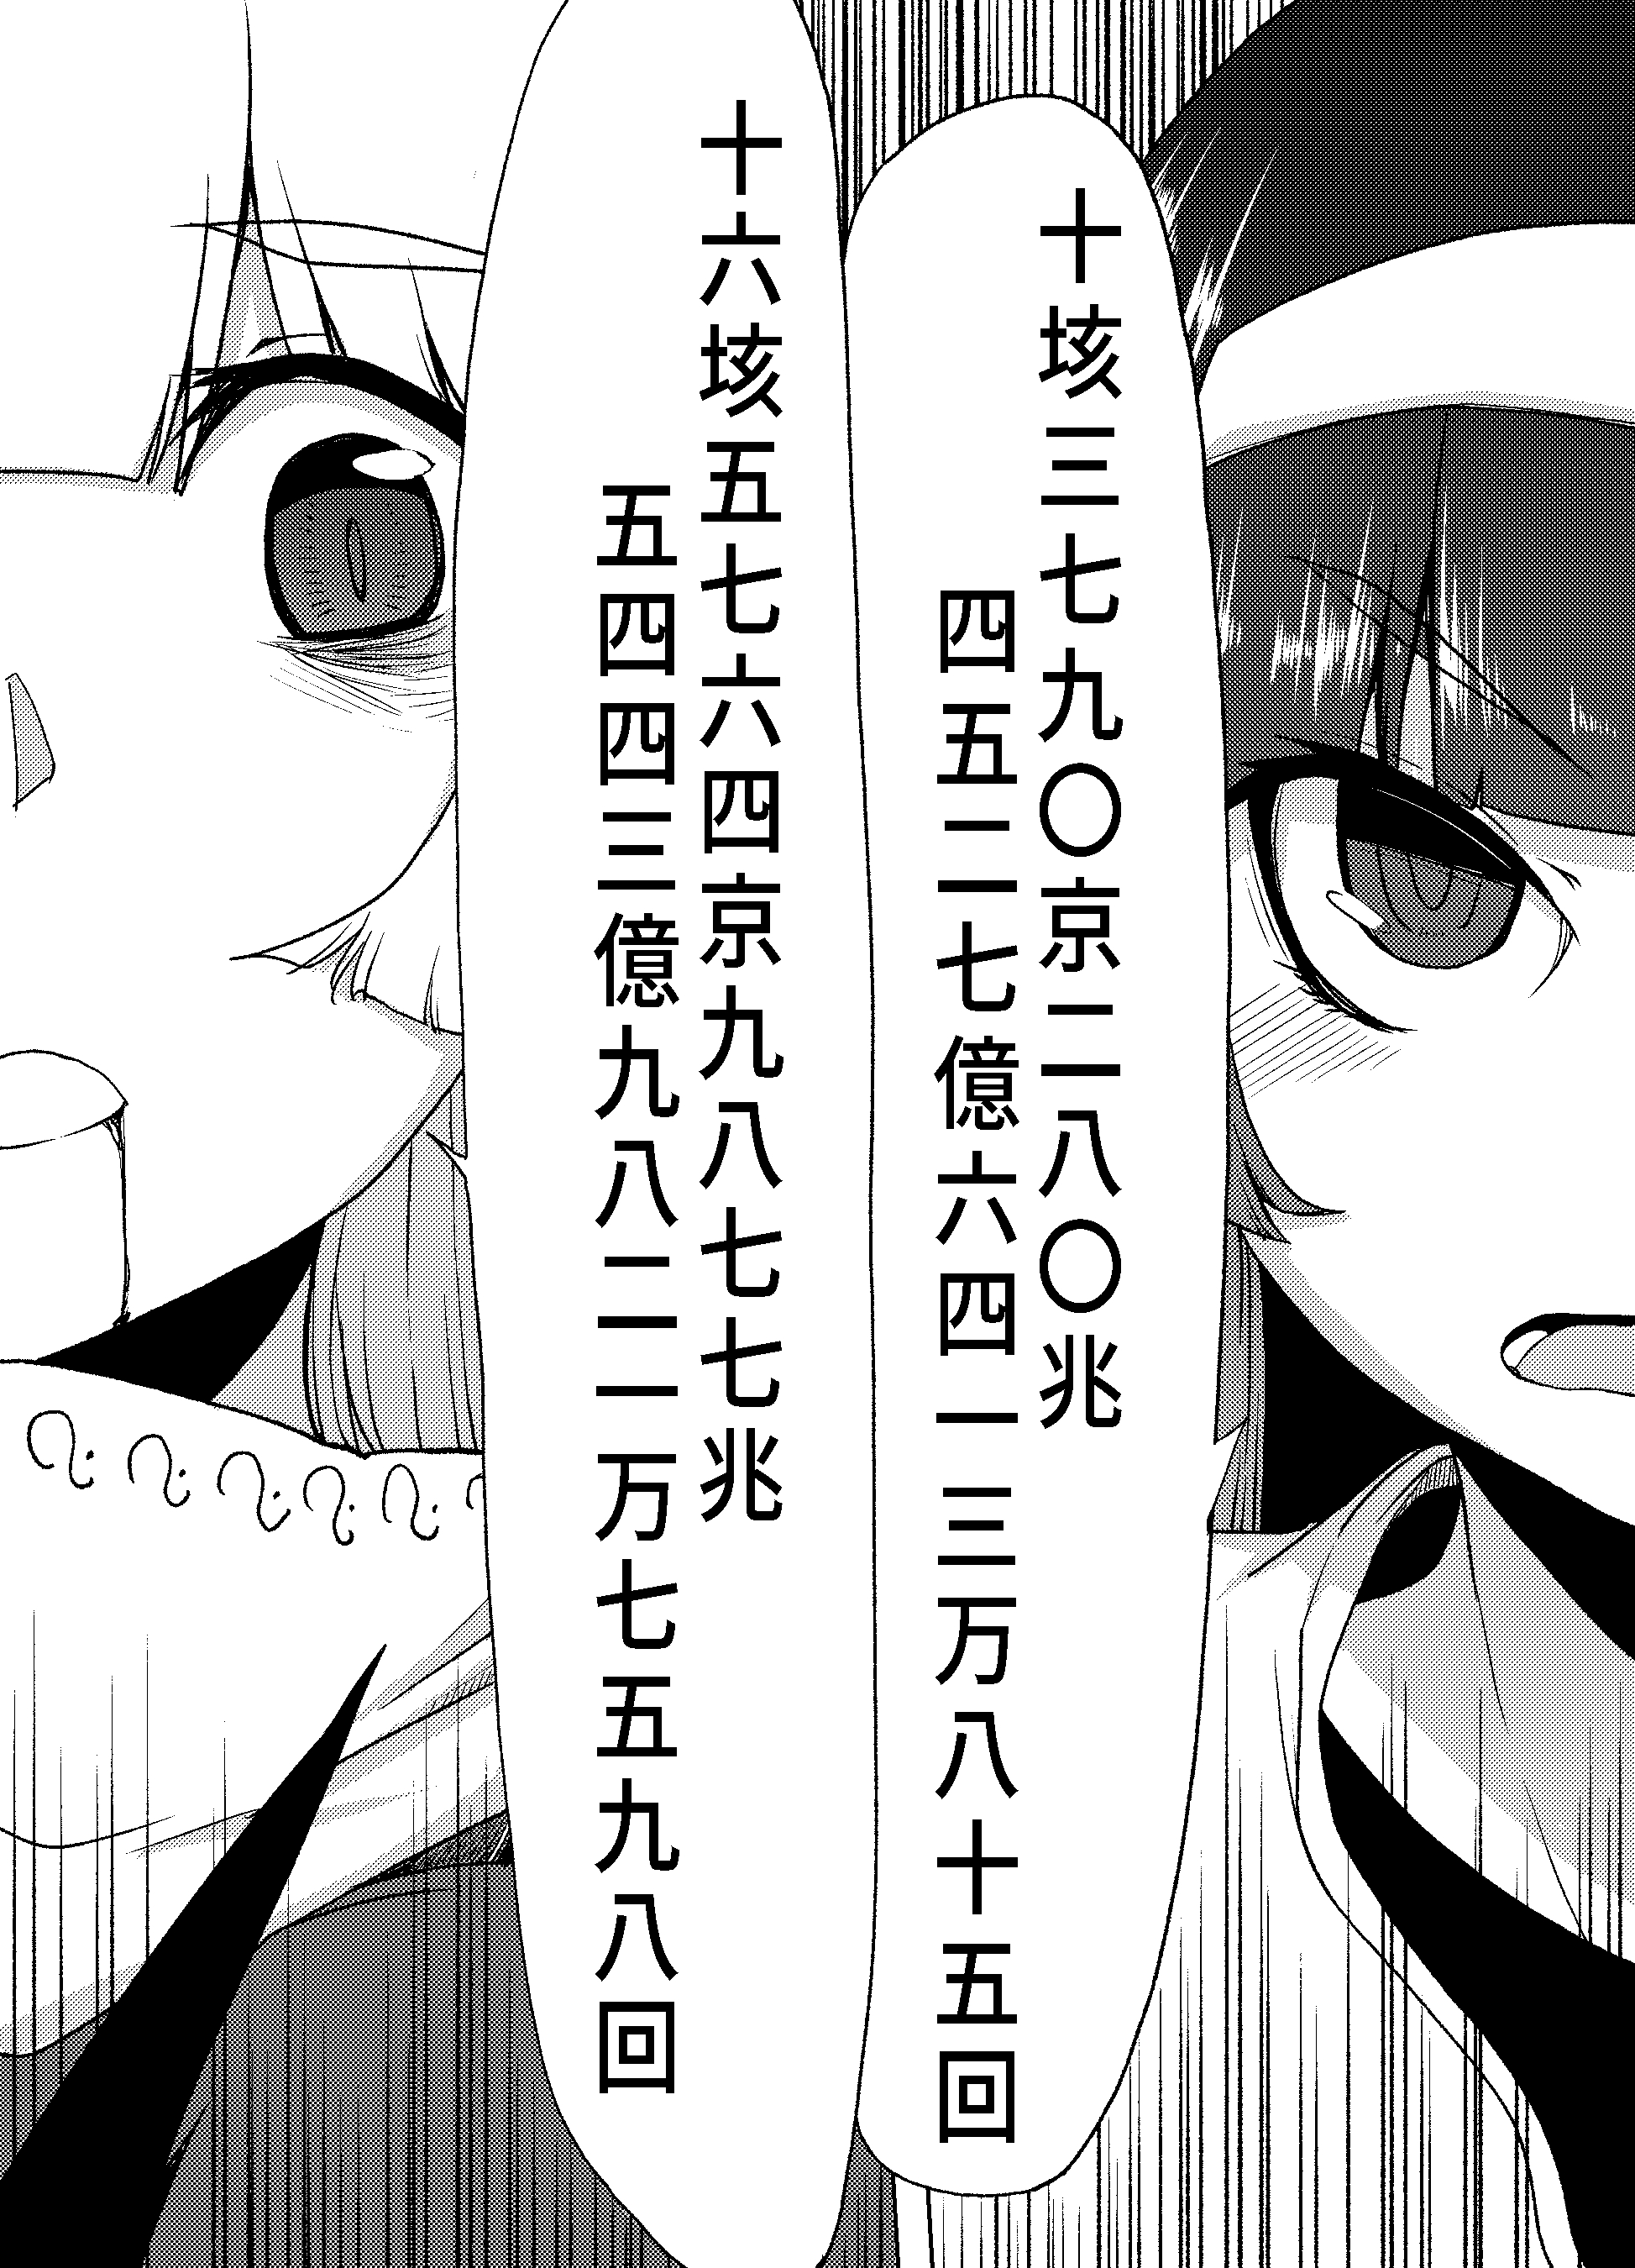 十垓三七九〇京二八〇兆
四五二七億六四一三万八十五回
十六垓五七六四京九八七七兆
五四四三億九八二一万七五九八回